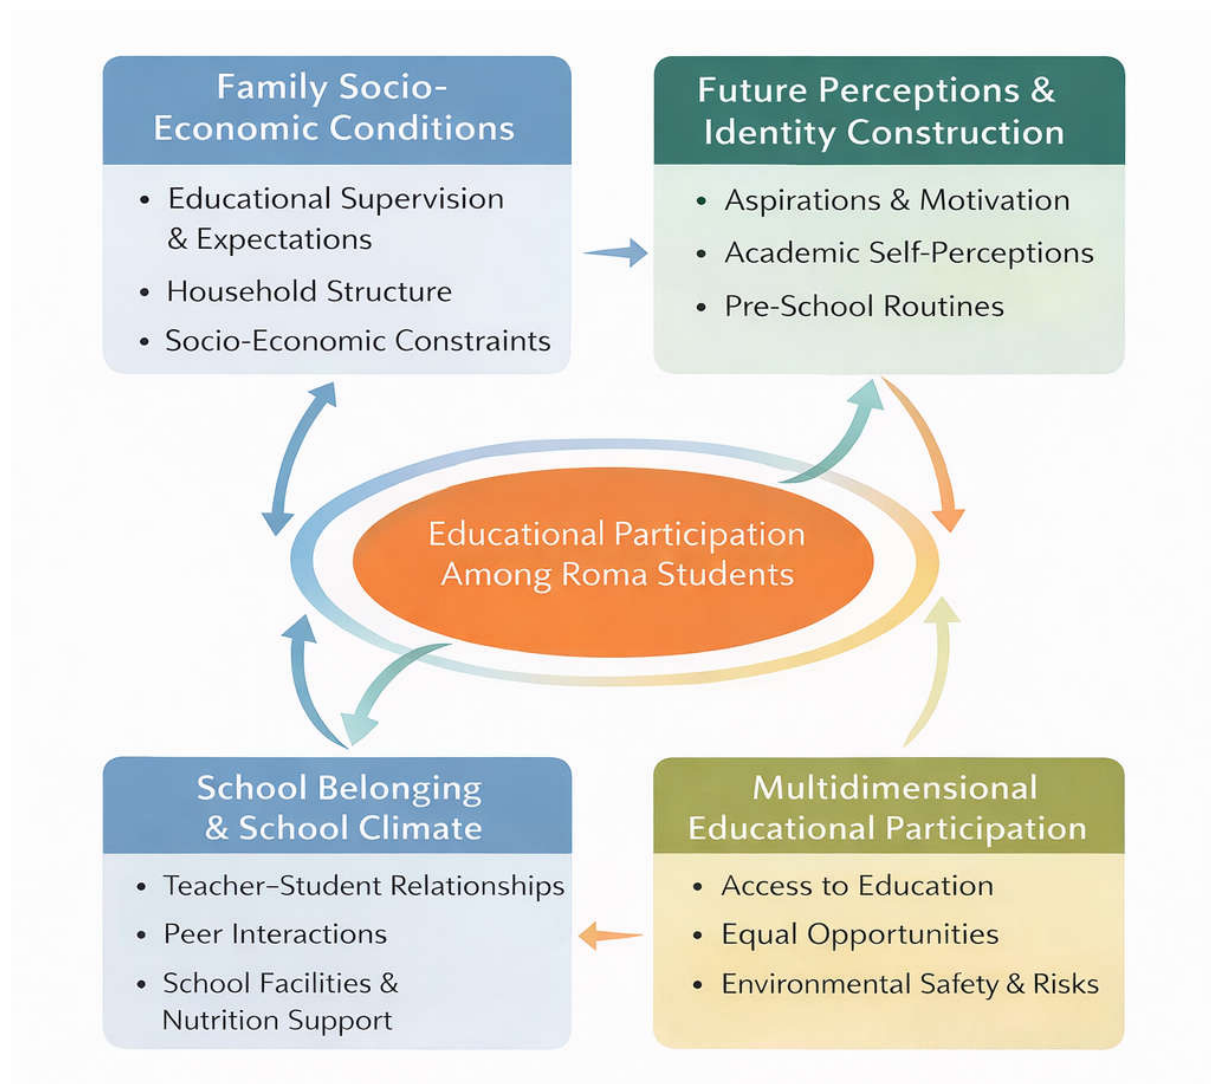 Family Socio-
Economic Conditions
• Educational Supervision
& Expectations
• Household Structure
• Socio-Economic Constraints
Future Perceptions &
Identity Construction
• Aspirations & Motivation
• Academic Self-Perceptions
• Pre-School Routines
Educational Participation
Among Roma Students
School Belonging
& School Climate
• Teacher–Student Relationships
• Peer Interactions
• School Facilities &
Nutrition Support
Multidimensional
Educational Participation
• Access to Education
• Equal Opportunities
• Environmental Safety & Risks